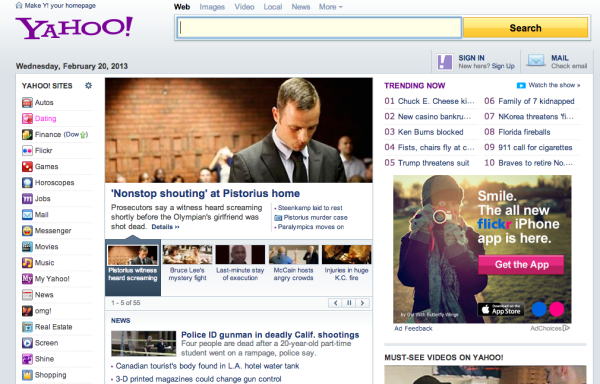 Make Y! your homepage
Web Images Video Local News More
YAHOO!
Search
Wednesday, February 20, 2013
SIGN IN
New here? Sign Up
MAIL
Check email
YAHOO! SITES
Autos
Dating
Finance (Dow)
Flickr
Games
Horoscopes
Jobs
Mail
Messenger
Movies
Music
My Yahoo!
News
omg!
Real Estate
Screen
Shine
Shopping
'Nonstop shouting' at Pistorius home
Prosecutors say a witness heard screaming
shortly before the Olympian's girlfriend was
shot dead. Details »
• Steenkamp laid to rest
Pistorius murder case
• Paralympics moves on
Pistorius witness
heard screaming
Bruce Lee's
mystery fight
Last-minute stay
of execution
McCain hosts
angry crowds
Injuries in huge
K.C. fire
1 - 5 of 55
NEWS
Police ID gunman in deadly Calif. shootings
Four people are dead after a 20-year-old part-time
student went on a rampage, police say.
• Canadian tourist's body found in L.A. hotel water tank
• 3-D printed magazines could change gun control
TRENDING NOW
Watch the show »
01 Chuck E. Cheese ki...
02 New casino bankru...
03 Ken Burns blocked
04 Fists, chairs fly at c...
05 Trump threatens suit
06 Family of 7 kidnapped
07 NKorea threatens 'fi...
08 Florida fireballs
09 911 call for cigarettes
10 Braves to retire No....
Smile.
The all new
flickr iPhone
app is here.
Get the App
by Our Wild Butterfly Wings
Download on the
App Store
Ad Feedback
AdChoices
MUST-SEE VIDEOS ON YAHOO!